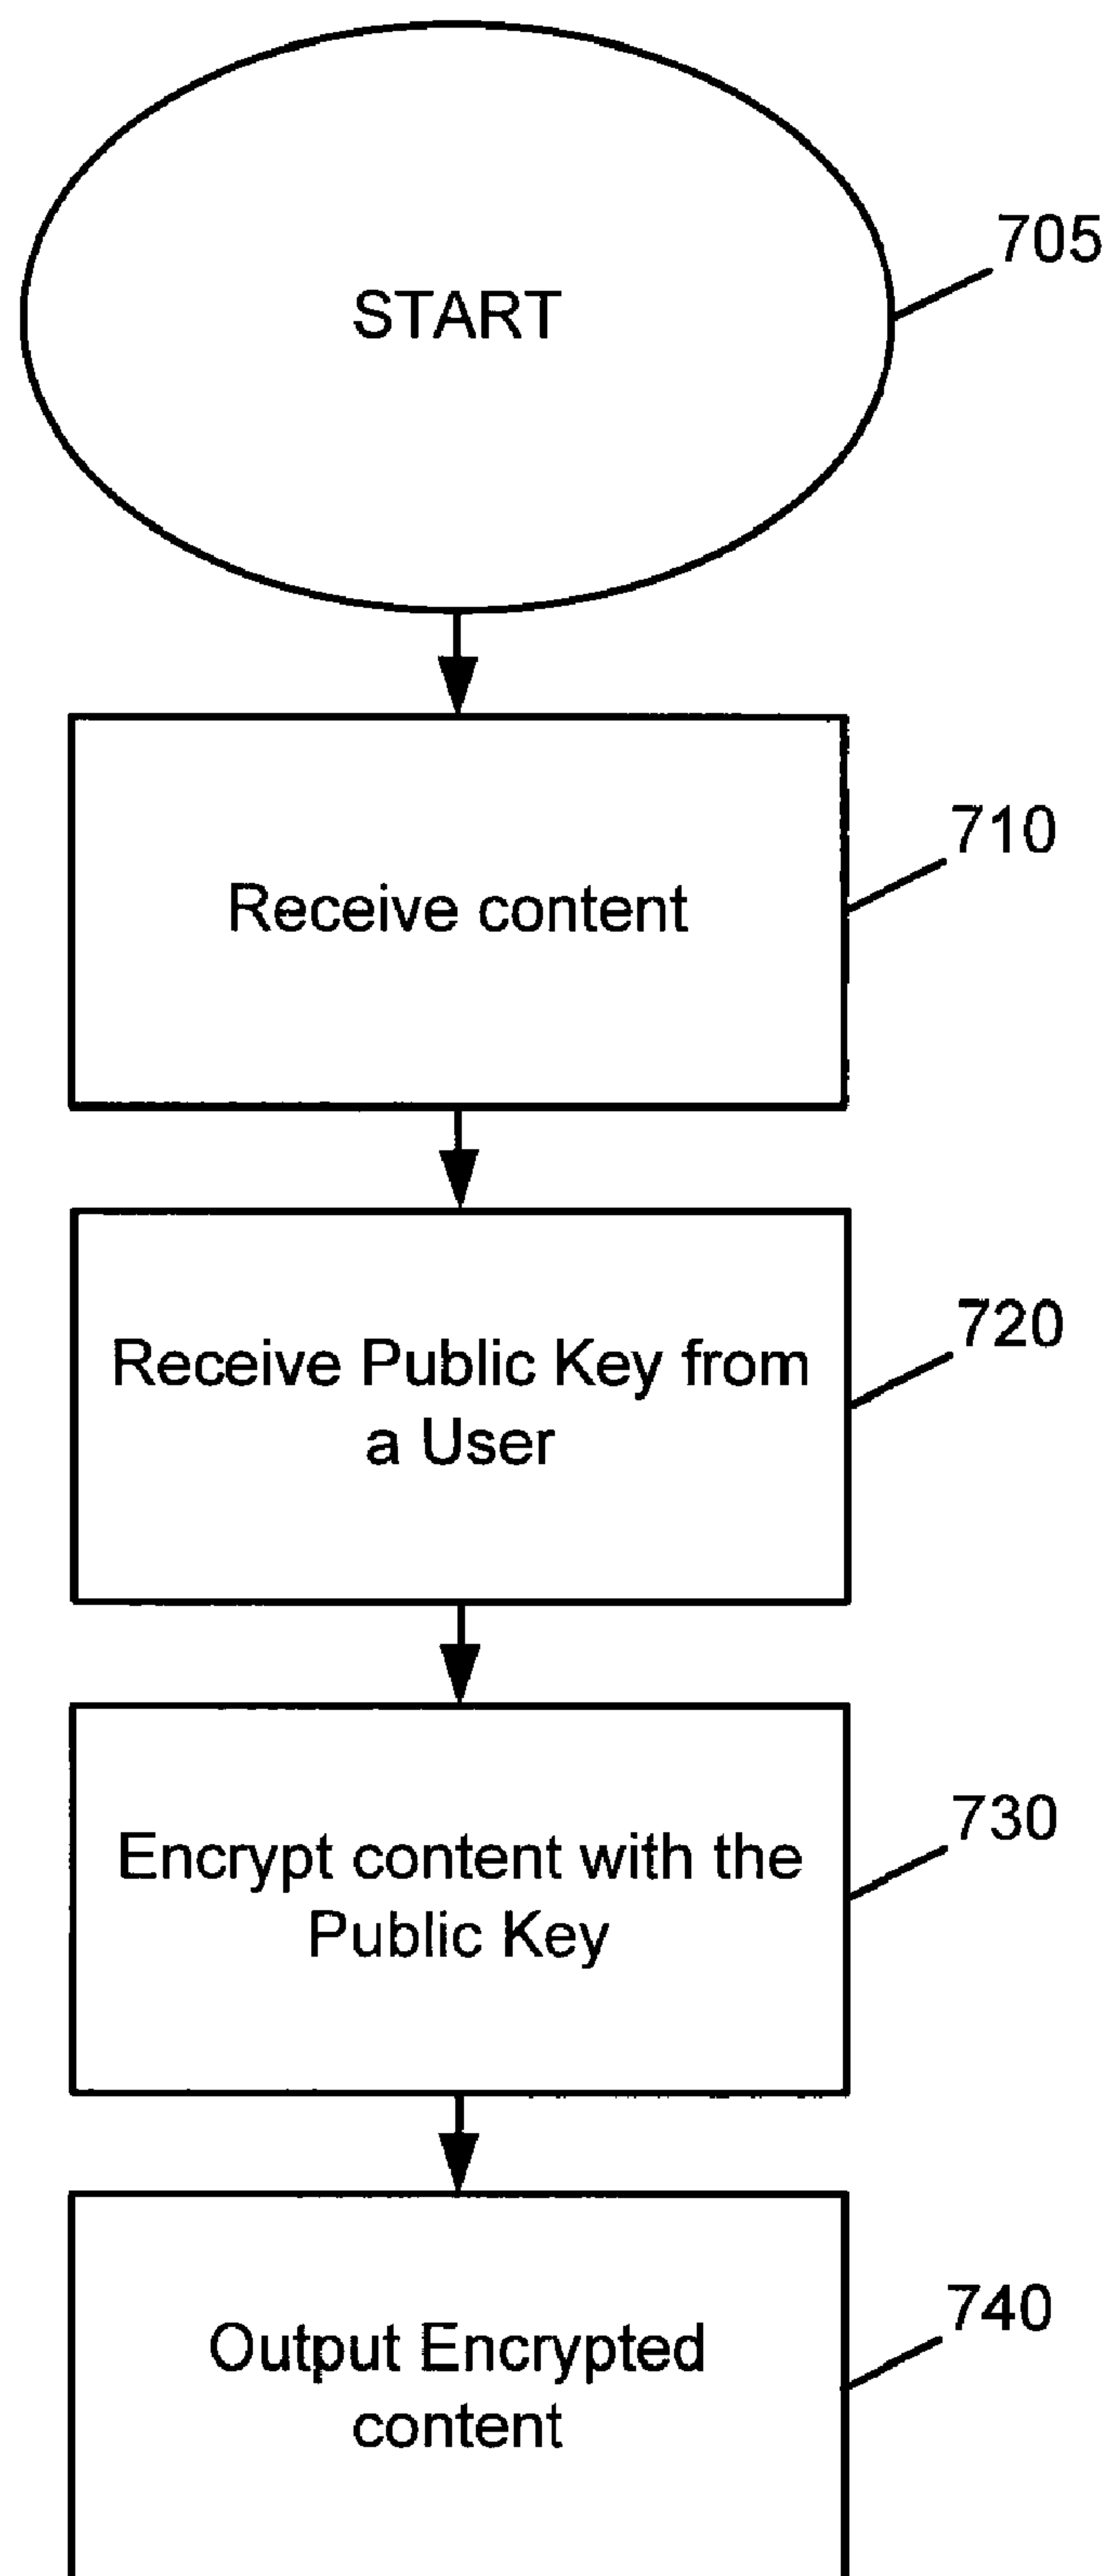 START
705
Receive content
710
Receive Public Key from
a User
720
Encrypt content with the
Public Key
730
Output Encrypted
content
740